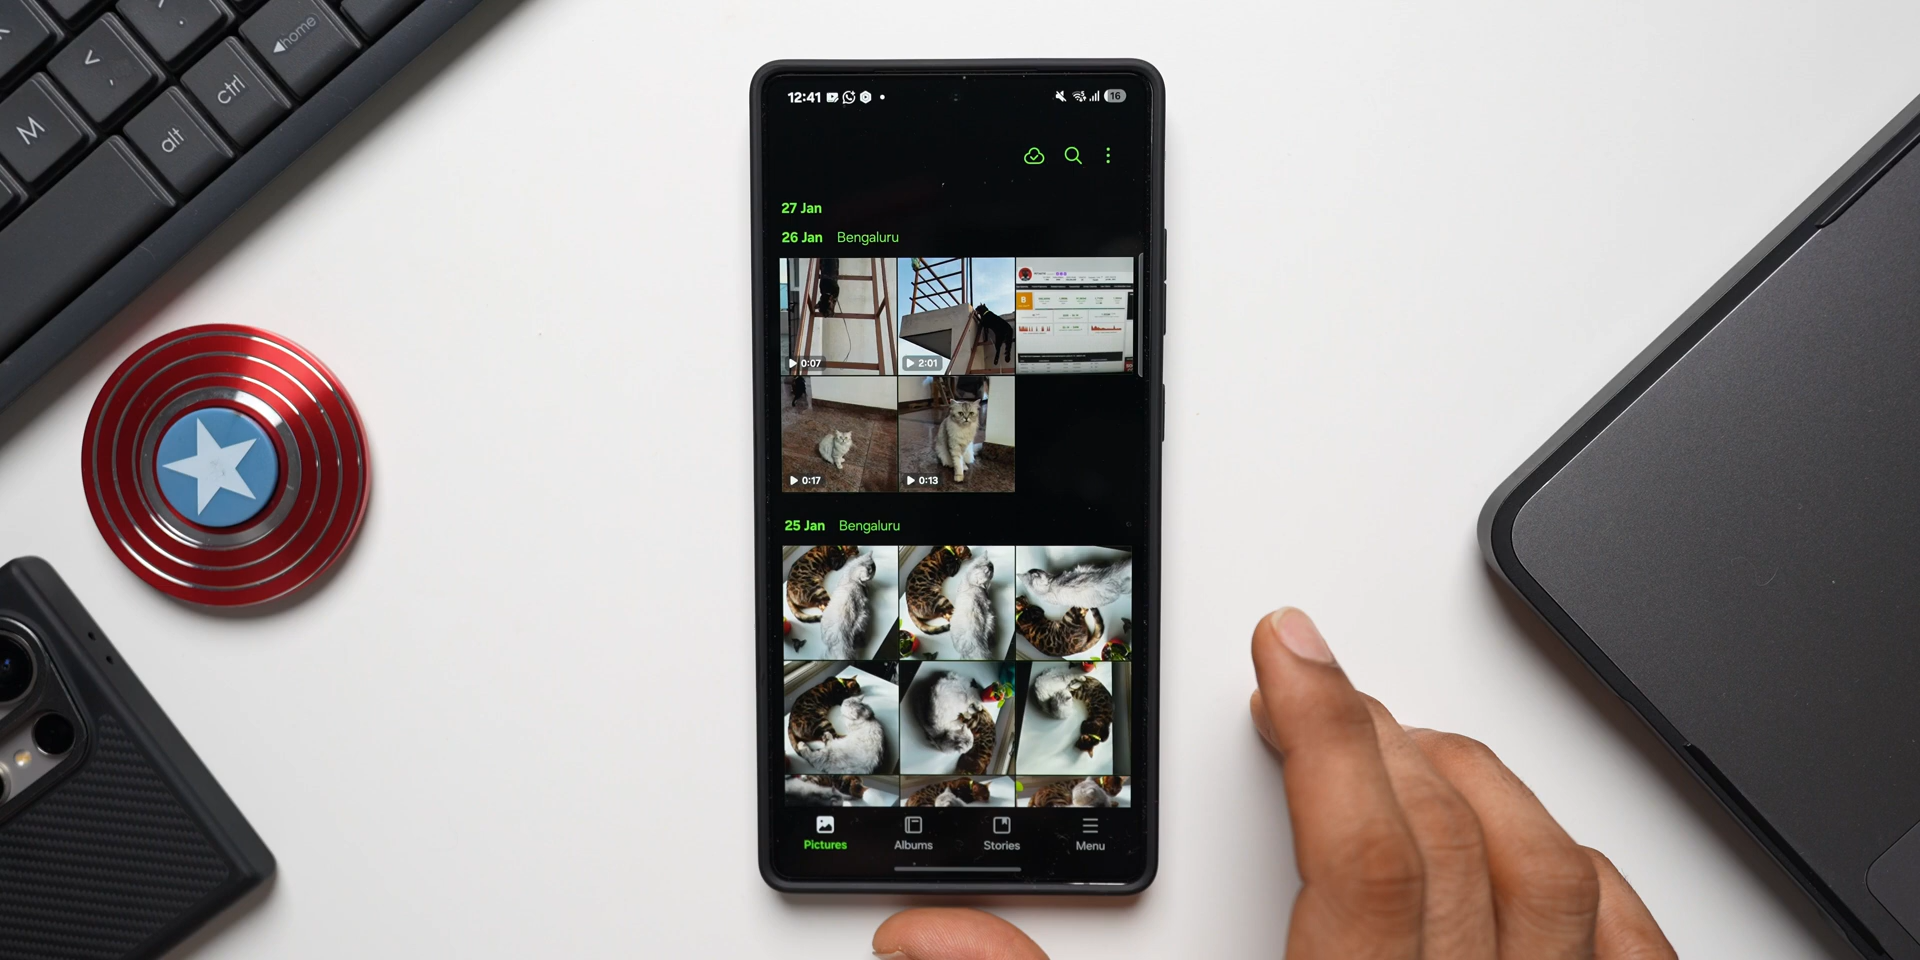 home
< ,
ctrl
M
alt
12:41
16
27 Jan
26 Jan Bengaluru
0:07
2:01
B
0:17
0:13
25 Jan Bengaluru
Pictures
Albums
Stories
Menu